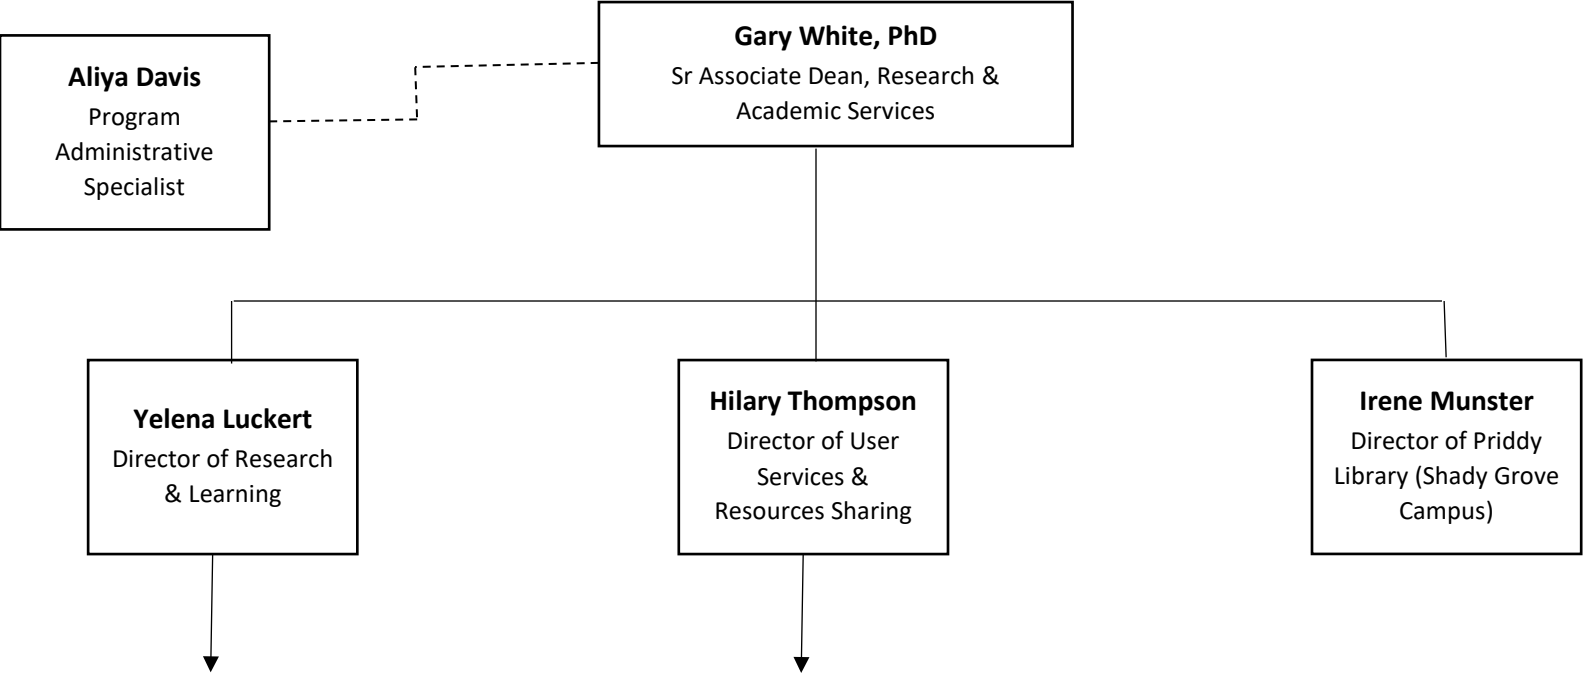 Gary White, PhD
Sr Associate Dean, Research &
Academic Services
Aliya Davis
Program
Administrative
Specialist
Yelena Luckert
Director of Research
& Learning
Hilary Thompson
Director of User
Services &
Resources Sharing
Irene Munster
Director of Priddy
Library (Shady Grove
Campus)